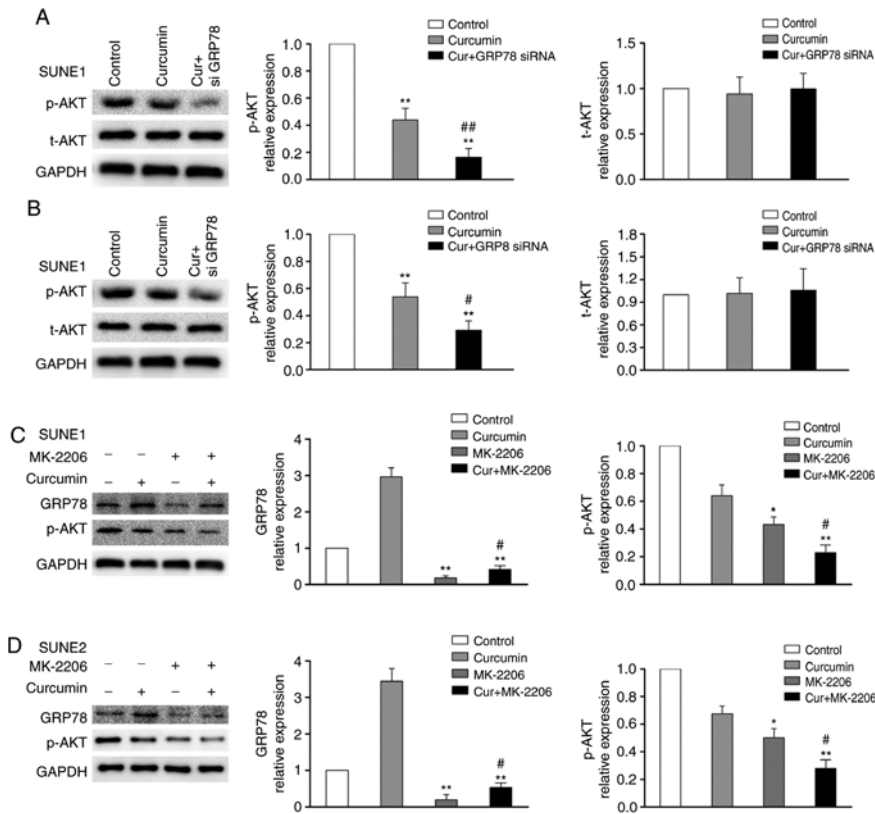 A
SUNE1
Control
Curcumin
Cur+
si GRP78
p-AKT
t-AKT
GAPDH
Control
Curcumin
Cur+GRP78 siRNA
p-AKT
relative expression
1.0
0.8
0.6
0.4
0.2
0.0
**
##
**
Control
Curcumin
Cur+GRP78 siRNA
t-AKT
relative expression
1.5
1.0
0.5
0.0
B
SUNE1
Control
Curcumin
Cur+
si GRP78
p-AKT
t-AKT
GAPDH
Control
Curcumin
Cur+GRP8 siRNA
p-AKT
relative expression
1.0
0.8
0.6
0.4
0.2
0.0
**
#
**
Control
Curcumin
Cur+GRP78 siRNA
t-AKT
relative expression
1.8
1.5
1.2
0.9
0.6
0.3
0.0
C
SUNE1
MK-2206 – – + +
Curcumin – + – +
GRP78
p-AKT
GAPDH
Control
Curcumin
MK-2206
Cur+MK-2206
GRP78
relative expression
4
3
2
1
0
**
#
**
Control
Curcumin
MK-2206
Cur+MK-2206
p-AKT
relative expression
1.0
0.8
0.6
0.4
0.2
0.0
*
#
**
D
SUNE2
MK-2206 – – + +
Curcumin – + – +
GRP78
p-AKT
GAPDH
Control
Curcumin
MK-2206
Cur+MK-2206
GRP78
relative expression
4
3
2
1
0
**
#
**
Control
Curcumin
MK-2206
Cur+MK-2206
p-AKT
relative expression
1.0
0.8
0.6
0.4
0.2
0.0
*
#
**